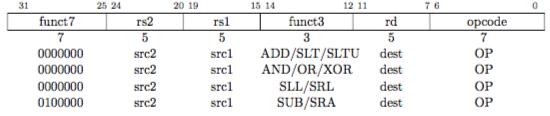 31 25 24 20 19 15 14 12 11 7 6 0
funct7 rs2 rs1 funct3 rd opcode
7 5 5 3 5 7
0000000 src2 src1 ADD/SLT/SLTU dest OP
0000000 src2 src1 AND/OR/XOR dest OP
0000000 src2 src1 SLL/SRL dest OP
0100000 src2 src1 SUB/SRA dest OP